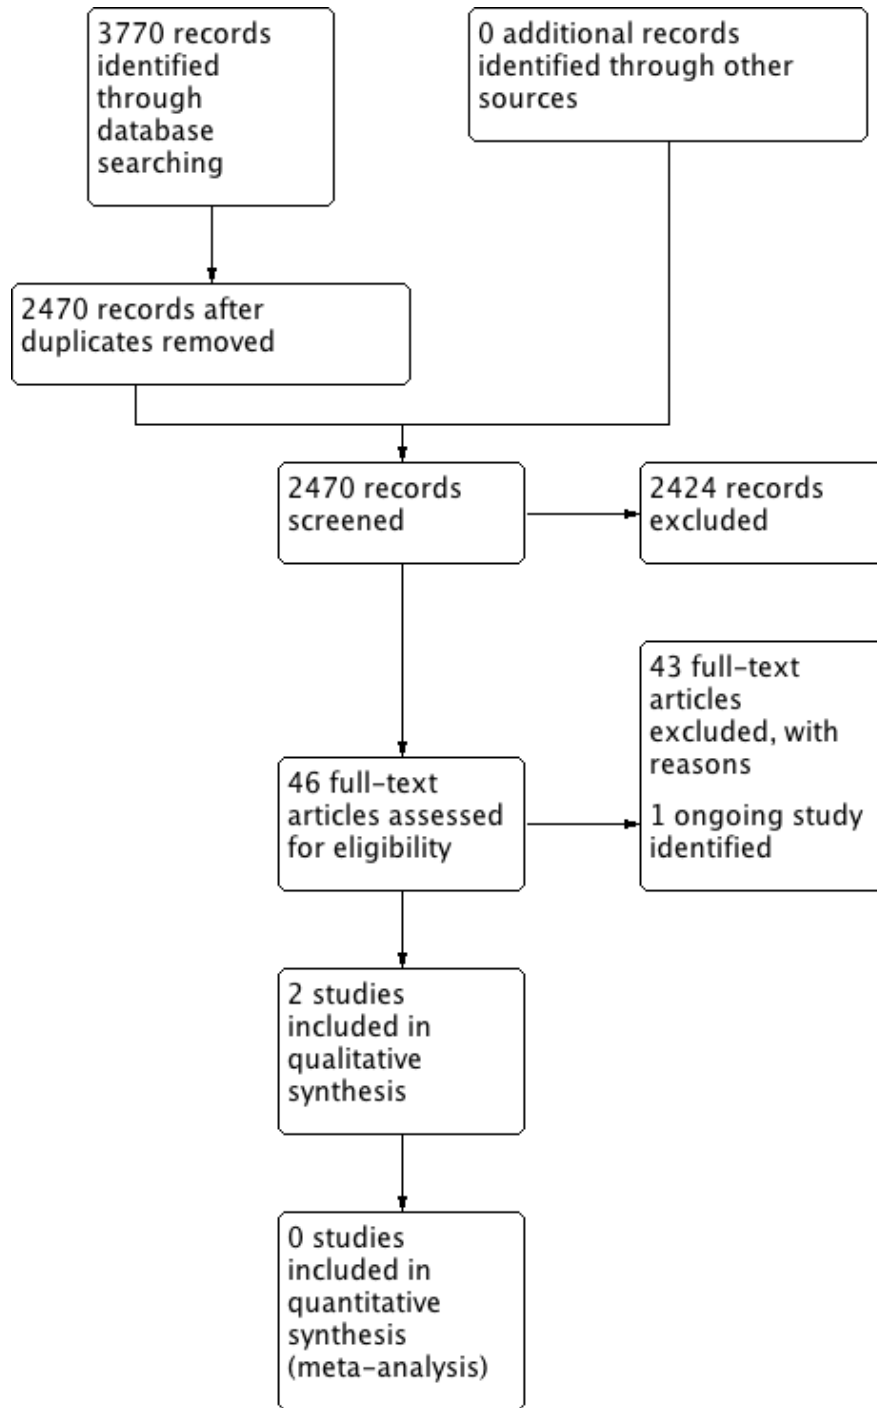 3770 records
identified
through
database
searching
0 additional records
identified through other
sources
2470 records after
duplicates removed
2470 records
screened
2424 records
excluded
43 full-text
articles
excluded, with
reasons
1 ongoing study
identified
46 full-text
articles assessed
for eligibility
2 studies
included in
qualitative
synthesis
0 studies
included in
quantitative
synthesis
(meta-analysis)